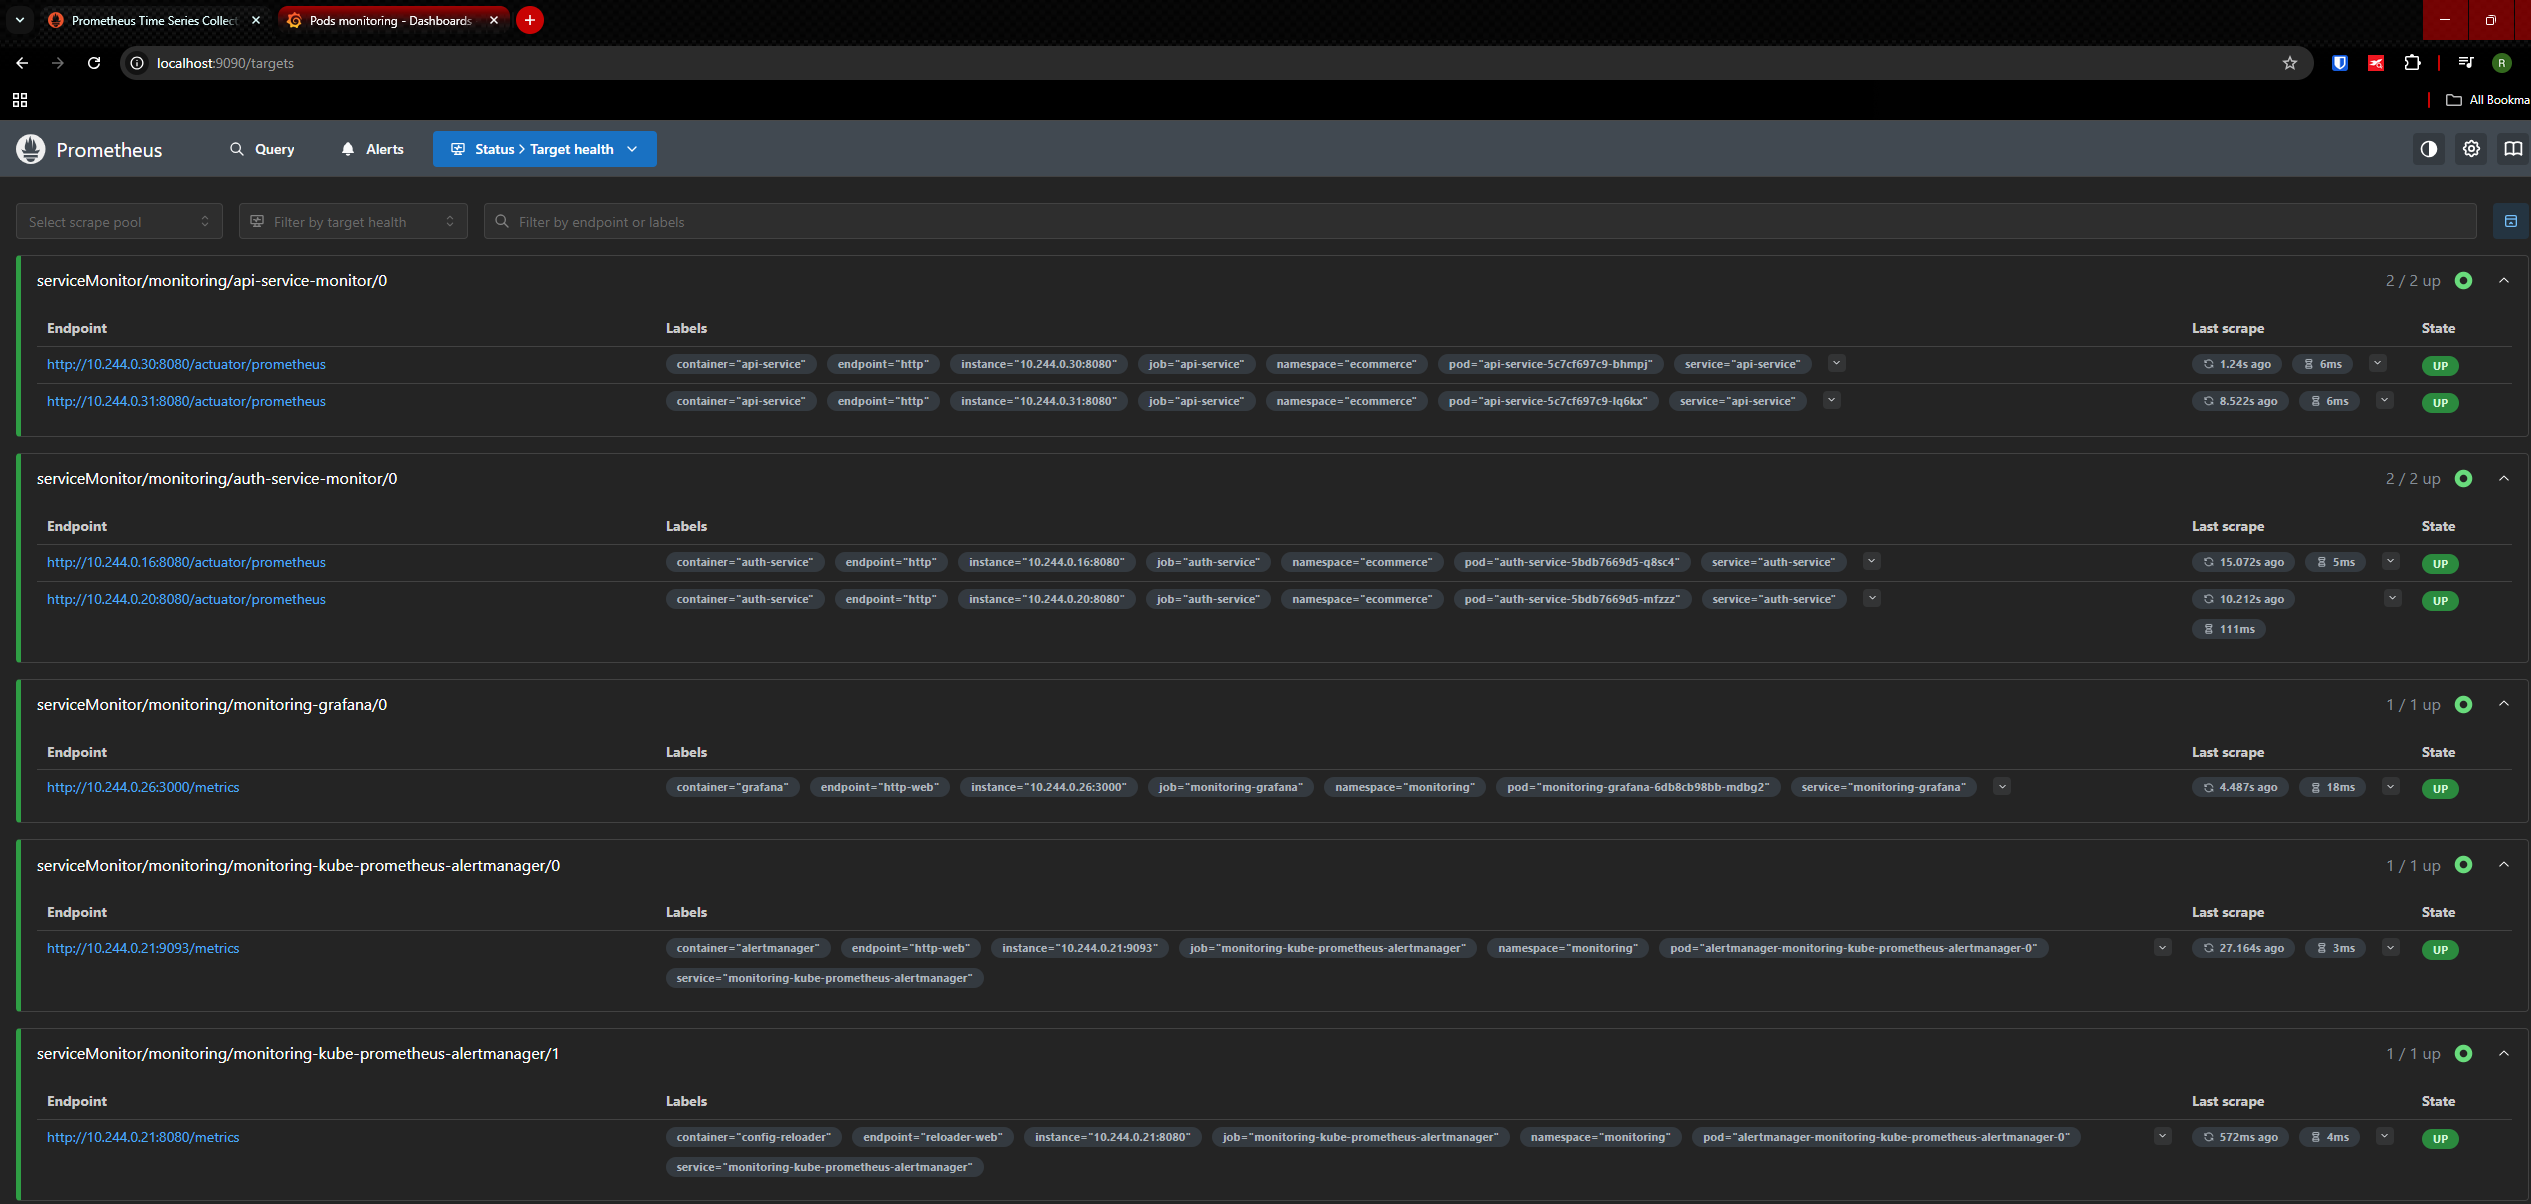 Prometheus Time Series Collect
Pods monitoring - Dashboards
localhost:9090/targets
R
All Bookma
Prometheus
Query
Alerts
Status > Target health
Select scrape pool
Filter by target health
Filter by endpoint or labels
serviceMonitor/monitoring/api-service-monitor/0
2 / 2 up
Endpoint Labels Last scrape State
http://10.244.0.30:8080/actuator/prometheus container="api-service" endpoint="http" instance="10.244.0.30:8080" job="api-service" namespace="ecommerce" pod="api-service-5c7cf697c9-bhmpj" service="api-service" 1.24s ago 6ms UP
http://10.244.0.31:8080/actuator/prometheus container="api-service" endpoint="http" instance="10.244.0.31:8080" job="api-service" namespace="ecommerce" pod="api-service-5c7cf697c9-lq6kx" service="api-service" 8.522s ago 6ms UP
serviceMonitor/monitoring/auth-service-monitor/0
2 / 2 up
Endpoint Labels Last scrape State
http://10.244.0.16:8080/actuator/prometheus container="auth-service" endpoint="http" instance="10.244.0.16:8080" job="auth-service" namespace="ecommerce" pod="auth-service-5bdb7669d5-q8sc4" service="auth-service" 15.072s ago 5ms UP
http://10.244.0.20:8080/actuator/prometheus container="auth-service" endpoint="http" instance="10.244.0.20:8080" job="auth-service" namespace="ecommerce" pod="auth-service-5bdb7669d5-mfzzz" service="auth-service" 10.212s ago UP
111ms
serviceMonitor/monitoring/monitoring-grafana/0
1 / 1 up
Endpoint Labels Last scrape State
http://10.244.0.26:3000/metrics container="grafana" endpoint="http-web" instance="10.244.0.26:3000" job="monitoring-grafana" namespace="monitoring" pod="monitoring-grafana-6db8cb98bb-mdbg2" service="monitoring-grafana" 4.487s ago 18ms UP
serviceMonitor/monitoring/monitoring-kube-prometheus-alertmanager/0
1 / 1 up
Endpoint Labels Last scrape State
http://10.244.0.21:9093/metrics container="alertmanager" endpoint="http-web" instance="10.244.0.21:9093" job="monitoring-kube-prometheus-alertmanager" namespace="monitoring" pod="alertmanager-monitoring-kube-prometheus-alertmanager-0" 27.164s ago 3ms UP
service="monitoring-kube-prometheus-alertmanager"
serviceMonitor/monitoring/monitoring-kube-prometheus-alertmanager/1
1 / 1 up
Endpoint Labels Last scrape State
http://10.244.0.21:8080/metrics container="config-reloader" endpoint="reloader-web" instance="10.244.0.21:8080" job="monitoring-kube-prometheus-alertmanager" namespace="monitoring" pod="alertmanager-monitoring-kube-prometheus-alertmanager-0" 572ms ago 4ms UP
service="monitoring-kube-prometheus-alertmanager"